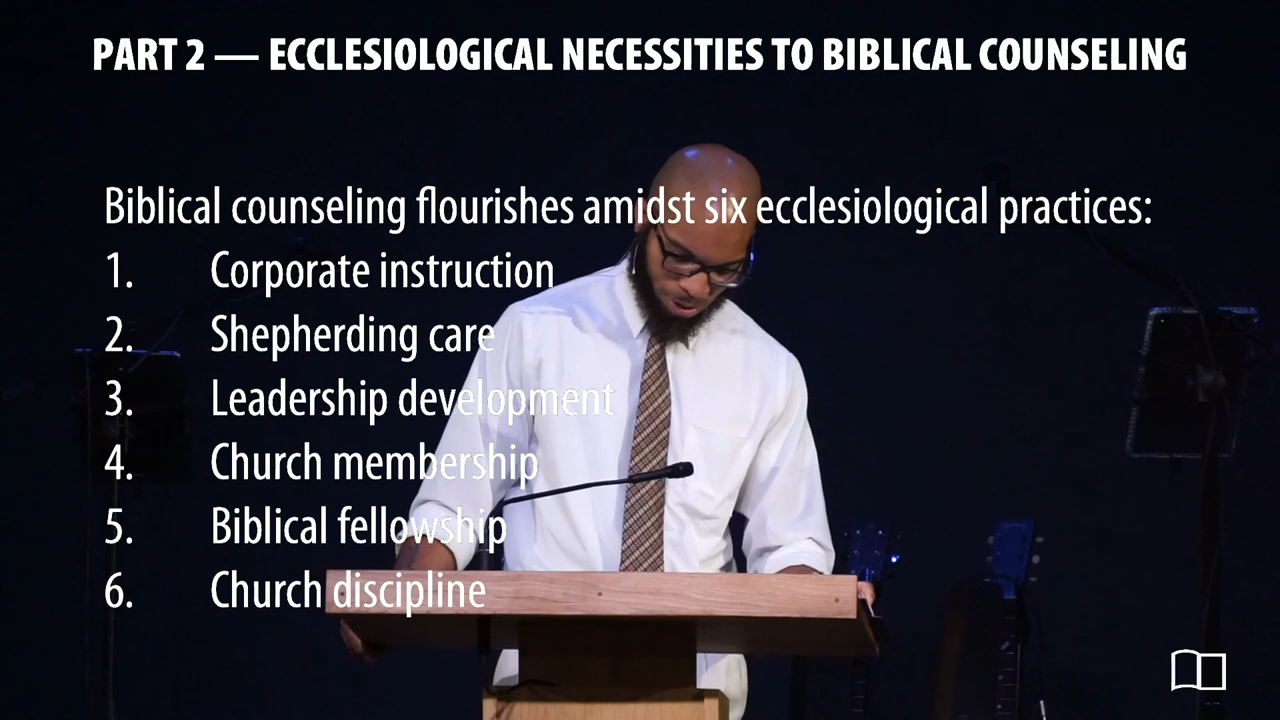 PART 2 — ECCLESIOLOGICAL NECESSITIES TO BIBLICAL COUNSELING
Biblical counseling flourishes amidst six ecclesiological practices:
1. Corporate instruction
2. Shepherding care
3. Leadership development
4. Church membership
5. Biblical fellowship
6. Church discipline